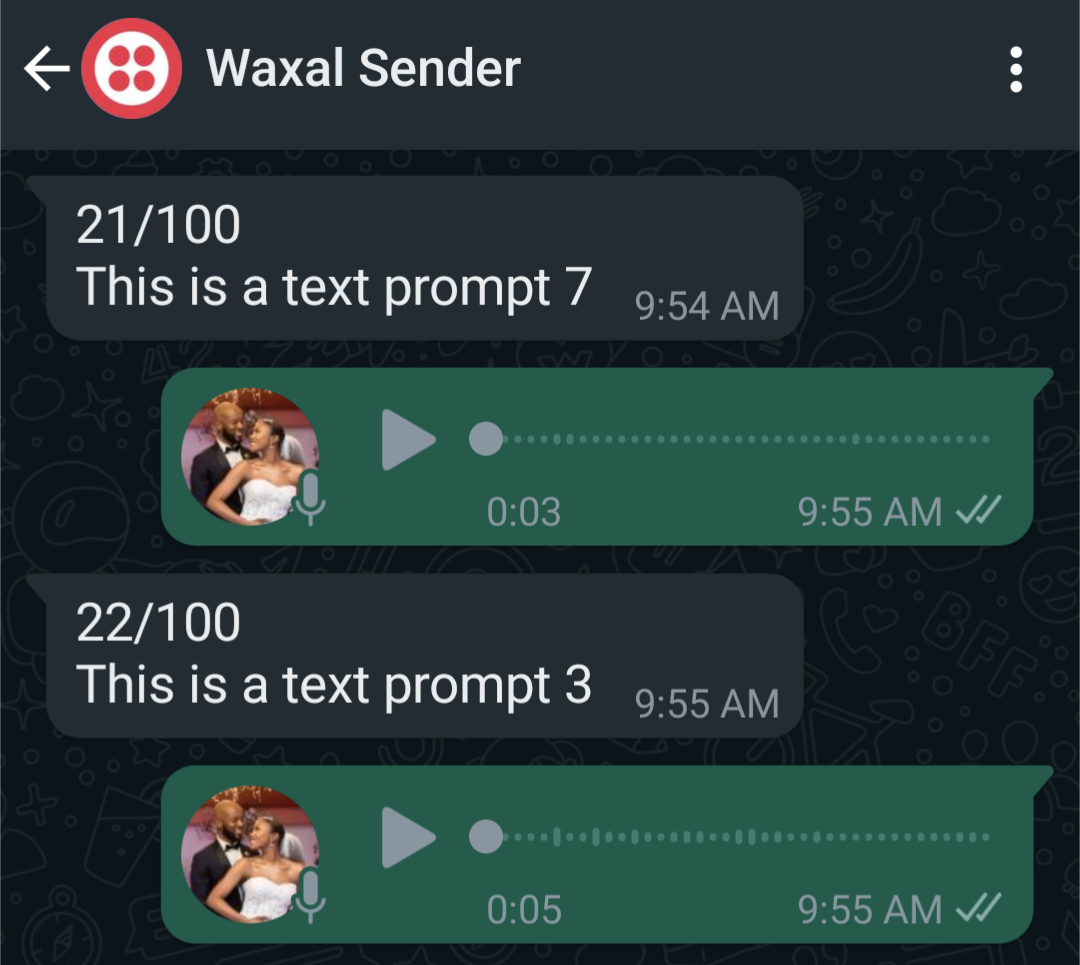 Waxal Sender
21/100
This is a text prompt 7
9:54 AM
0:03
9:55 AM
22/100
This is a text prompt 3
9:55 AM
0:05
9:55 AM